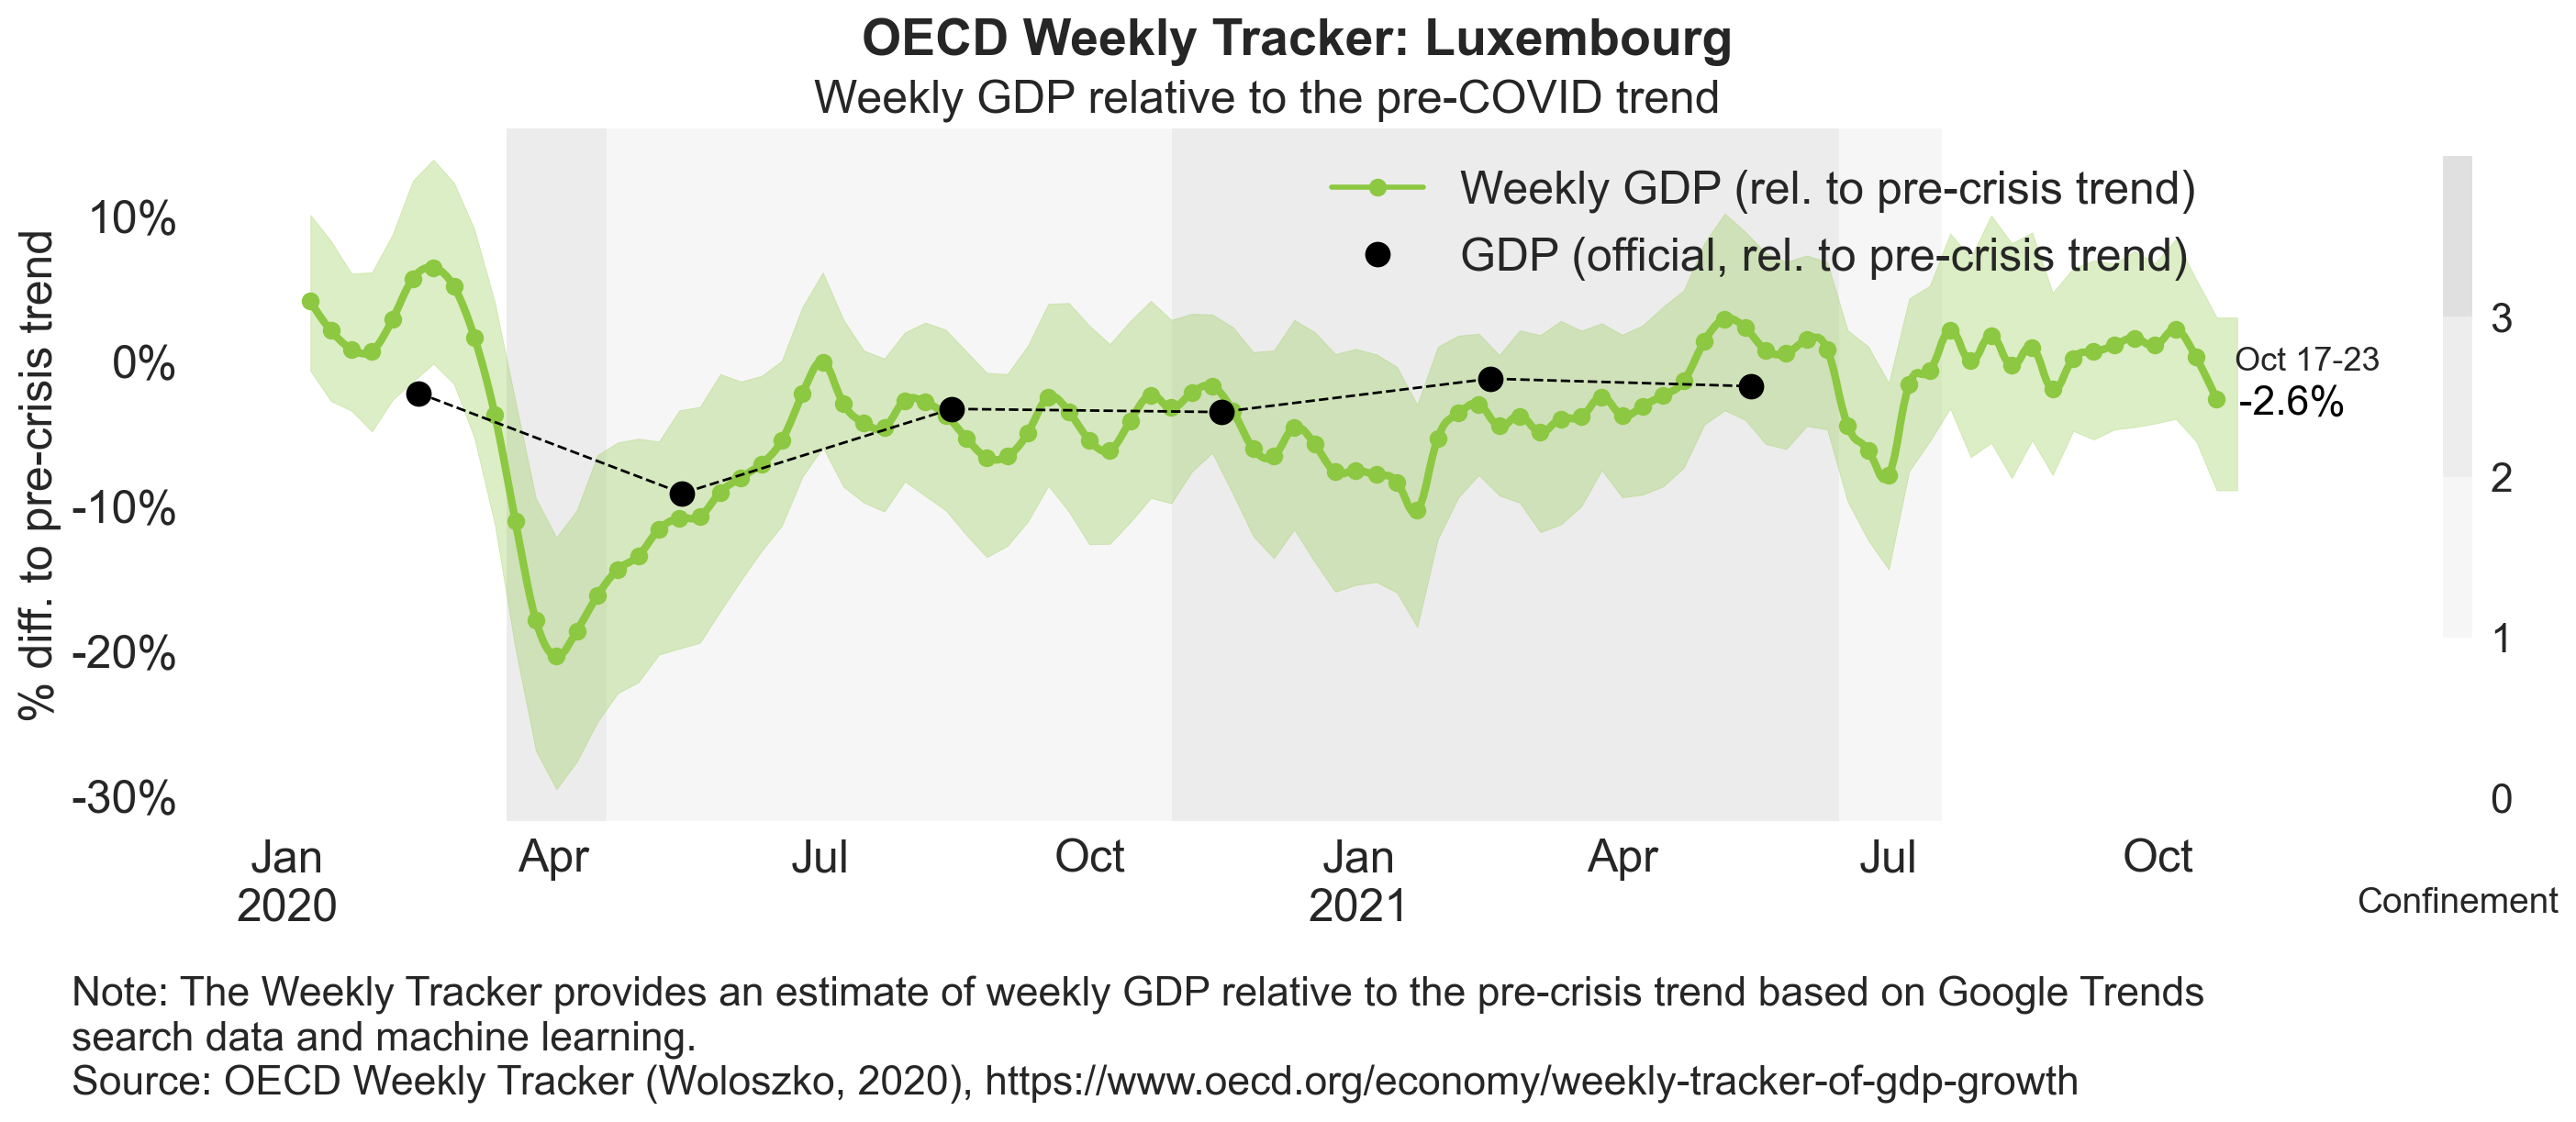 OECD Weekly Tracker: Luxembourg
Weekly GDP relative to the pre-COVID trend
% diff. to pre-crisis trend
10%
0%
-10%
-20%
-30%
Weekly GDP (rel. to pre-crisis trend)
GDP (official, rel. to pre-crisis trend)
Oct 17-23
-2.6%
3
2
1
0
Confinement
Jan Apr Jul Oct Jan Apr Jul Oct
2020 2021
Note: The Weekly Tracker provides an estimate of weekly GDP relative to the pre-crisis trend based on Google Trends
search data and machine learning.
Source: OECD Weekly Tracker (Woloszko, 2020), https://www.oecd.org/economy/weekly-tracker-of-gdp-growth